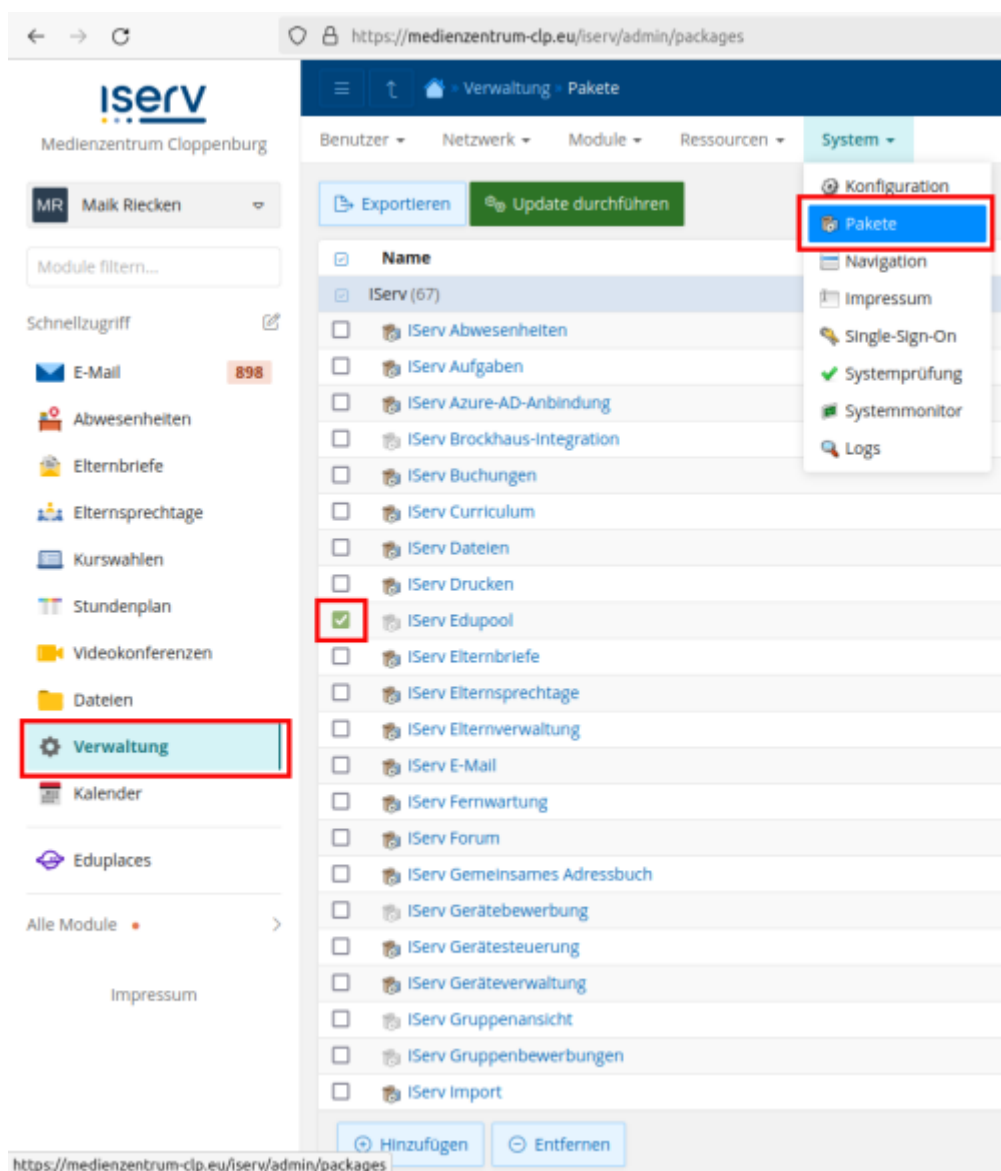 https://medienzentrum-clp.eu/iserv/admin/packages
Iserv
Medienzentrum Cloppenburg
MR Maik Riecken
Module filtern...
Schnellzugriff
E-Mail 898
Abwesenheiten
Elternbriefe
Elternsprechtage
Kurswahlen
Stundenplan
Videokonferenzen
Dateien
Verwaltung
Kalender
Eduplaces
Alle Module
Impressum
Verwaltung Pakete
Benutzer Netzwerk Module Ressourcen System
Konfiguration
Pakete
Navigation
Impressum
Single-Sign-On
Systemprüfung
Systemmonitor
Logs
Exportieren Update durchführen
Name
IServ (67)
IServ Abwesenheiten
IServ Aufgaben
IServ Azure-AD-Anbindung
IServ Brockhaus-Integration
IServ Buchungen
IServ Curriculum
IServ Dateien
IServ Drucken
IServ Edupool
IServ Elternbriefe
IServ Elternsprechtage
IServ Elternverwaltung
IServ E-Mail
IServ Fernwartung
IServ Forum
IServ Gemeinsames Adressbuch
IServ Gerätebewerbung
IServ Gerätesteuerung
IServ Geräteverwaltung
IServ Gruppenansicht
IServ Gruppenbewerbungen
IServ Import
Hinzufügen Entfernen
https://medienzentrum-clp.eu/iserv/admin/packages